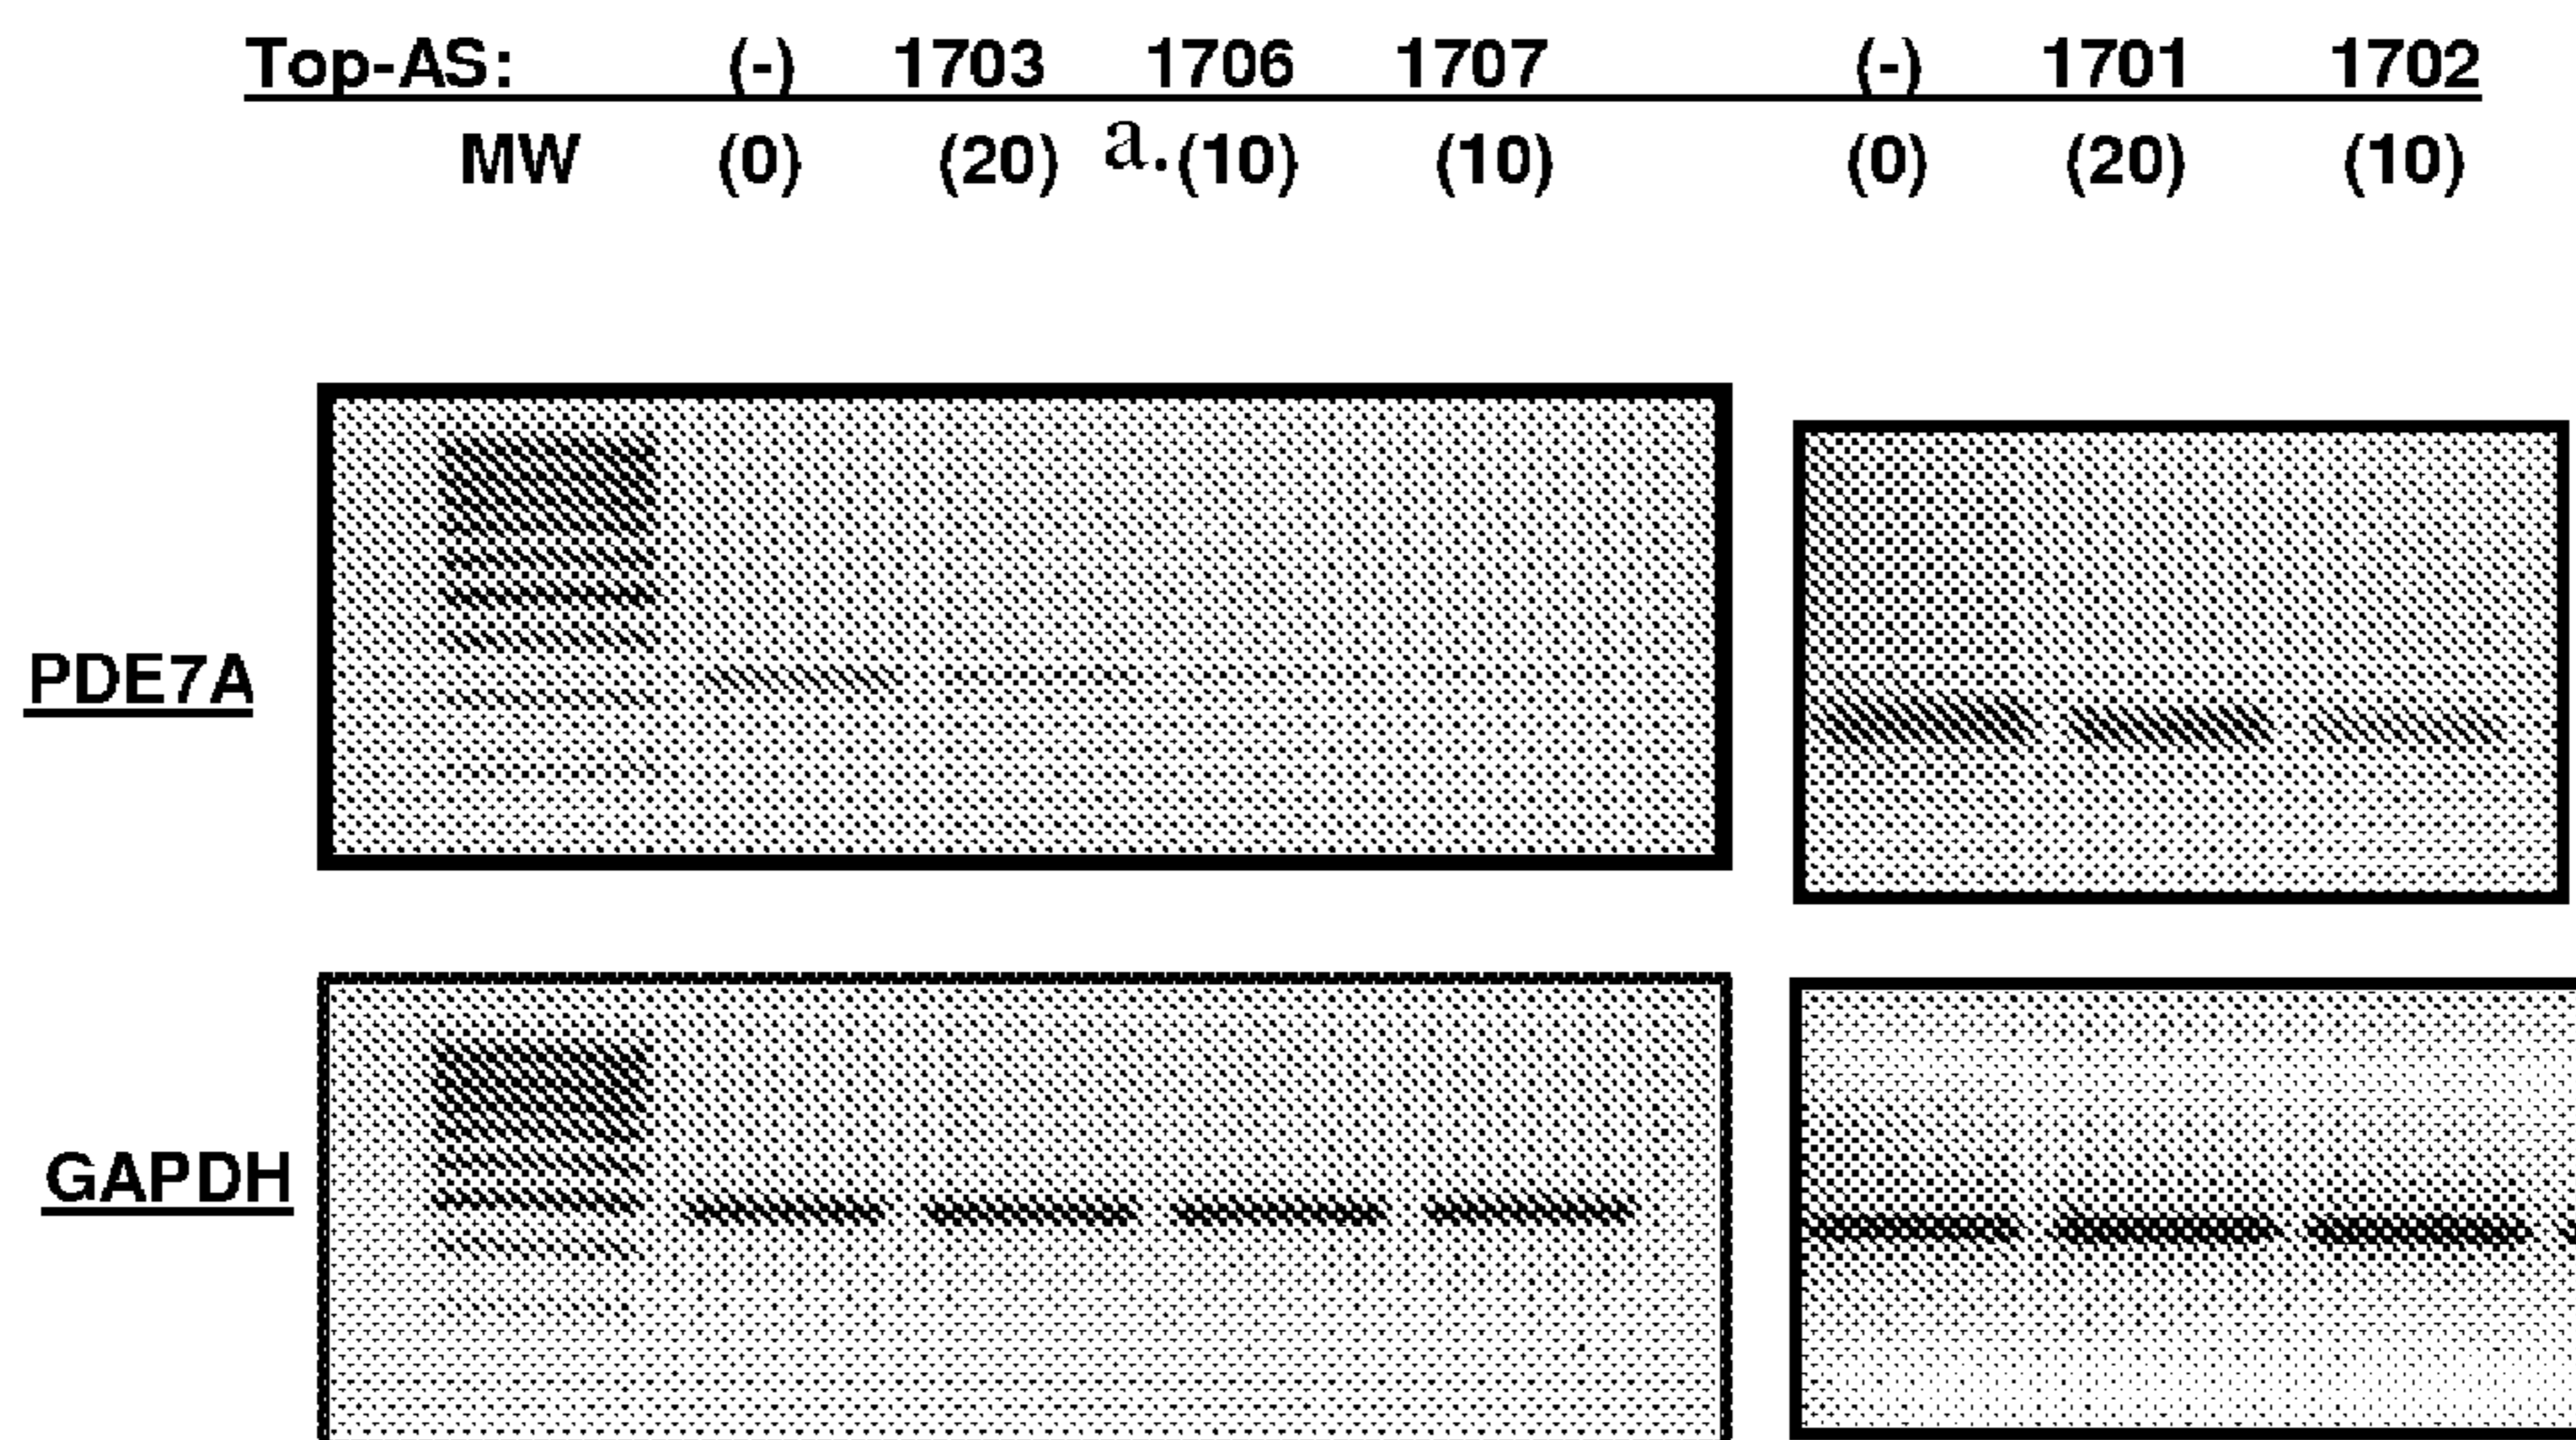 Top-AS: (-) 1703 1706 1707 (-) 1701 1702
MW (0) (20) a. (10) (10) (0) (20) (10)
PDE7A
GAPDH